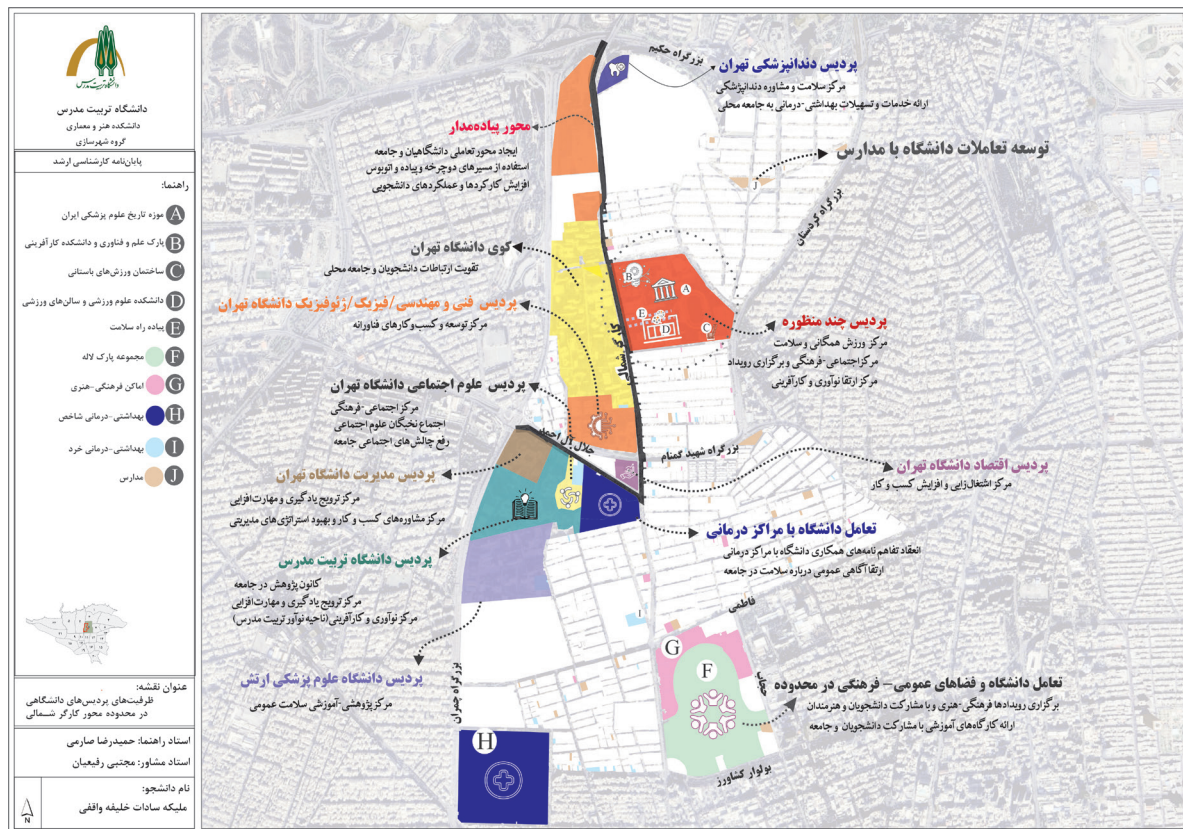 دانشگاه تربیت مدرس
دانشگاه تربیت مدرس
دانشکده هنر و معماری
گروه شهرسازی
پایان‌نامه کارشناسی ارشد
راهنما:
A موزه تاریخ علوم پزشکی ایران
B پارک علم و فناوری و دانشکده کارآفرینی
C ساختمان ورزش‌های باستانی
D دانشکده علوم ورزشی و سالن‌های ورزشی
E پیاده راه سلامت
F مجموعه پارک لاله
G اماکن فرهنگی-هنری
H بهداشتی-درمانی شاخص
I بهداشتی-درمانی خرد
J مدارس
عنوان نقشه:
ظرفیت‌های پردیس‌های دانشگاهی
در محدوده محور کارگر شمالی
استاد راهنما: حمیدرضا صارمی
استاد مشاور: مجتبی رفیعیان
نام دانشجو:
ملیکه سادات خلیفه واقفی
N
بزرگراه حکیم
پردیس دندانپزشکی تهران
مرکز سلامت و مشاوره دندانپزشکی
ارائه خدمات و تسهیلات بهداشتی-درمانی به جامعه محلی
محور پیاده‌مدار
ایجاد محور تعاملی دانشگاهیان و جامعه
استفاده از مسیرهای دوچرخه و پیاده و اتوبوس
افزایش کارکردها و عملکردهای دانشجویی
توسعه تعاملات دانشگاه با مدارس
J
بزرگراه کردستان
کوی دانشگاه تهران
تقویت ارتباطات دانشجویان و جامعه محلی
B
A
E
D
C
کارگر شمالی
پردیس فنی و مهندسی/فیزیک/ژئوفیزیک دانشگاه تهران
مرکز توسعه و کسب‌وکارهای فناورانه
پردیس چند منظوره
مرکز ورزش همگانی و سلامت
مرکز اجتماعی-فرهنگی و برگزاری رویداد
مرکز ارتقا نوآوری و کارآفرینی
پردیس علوم اجتماعی دانشگاه تهران
مرکز اجتماعی-فرهنگی
اجتماع نخبگان علوم اجتماعی
رفع چالش‌های اجتماعی جامعه
جلال آل احمد
بزرگراه شهید گمنام
پردیس مدیریت دانشگاه تهران
مرکز ترویج یادگیری و مهارت‌افزایی
مرکز مشاوره‌های کسب و کار و بهبود استراتژی‌های مدیریتی
پردیس اقتصاد دانشگاه تهران
مرکز اشتغال‌زایی و افزایش کسب و کار
تعامل دانشگاه با مراکز درمانی
انعقاد تفاهم نامه‌های همکاری دانشگاه با مراکز درمانی
ارتقا آگاهی عمومی درباره سلامت در جامعه
پردیس دانشگاه تربیت مدرس
کانون پژوهش در جامعه
مرکز ترویج یادگیری و مهارت‌افزایی
مرکز نوآوری و کارآفرینی(ناحیه نوآور تربیت مدرس)
I
فاطمی
G
F
حجاب
پردیس دانشگاه علوم پزشکی ارتش
مرکز پژوهشی-آموزشی سلامت عمومی
بزرگراه چمران
تعامل دانشگاه و فضاهای عمومی– فرهنگی در محدوده
برگزاری رویدادها فرهنگی-هنری و با مشارکت دانشجویان و هنرمندان
ارائه کارگاه‌های آموزشی با مشارکت دانشجویان و جامعه
H
بولوار کشاورز